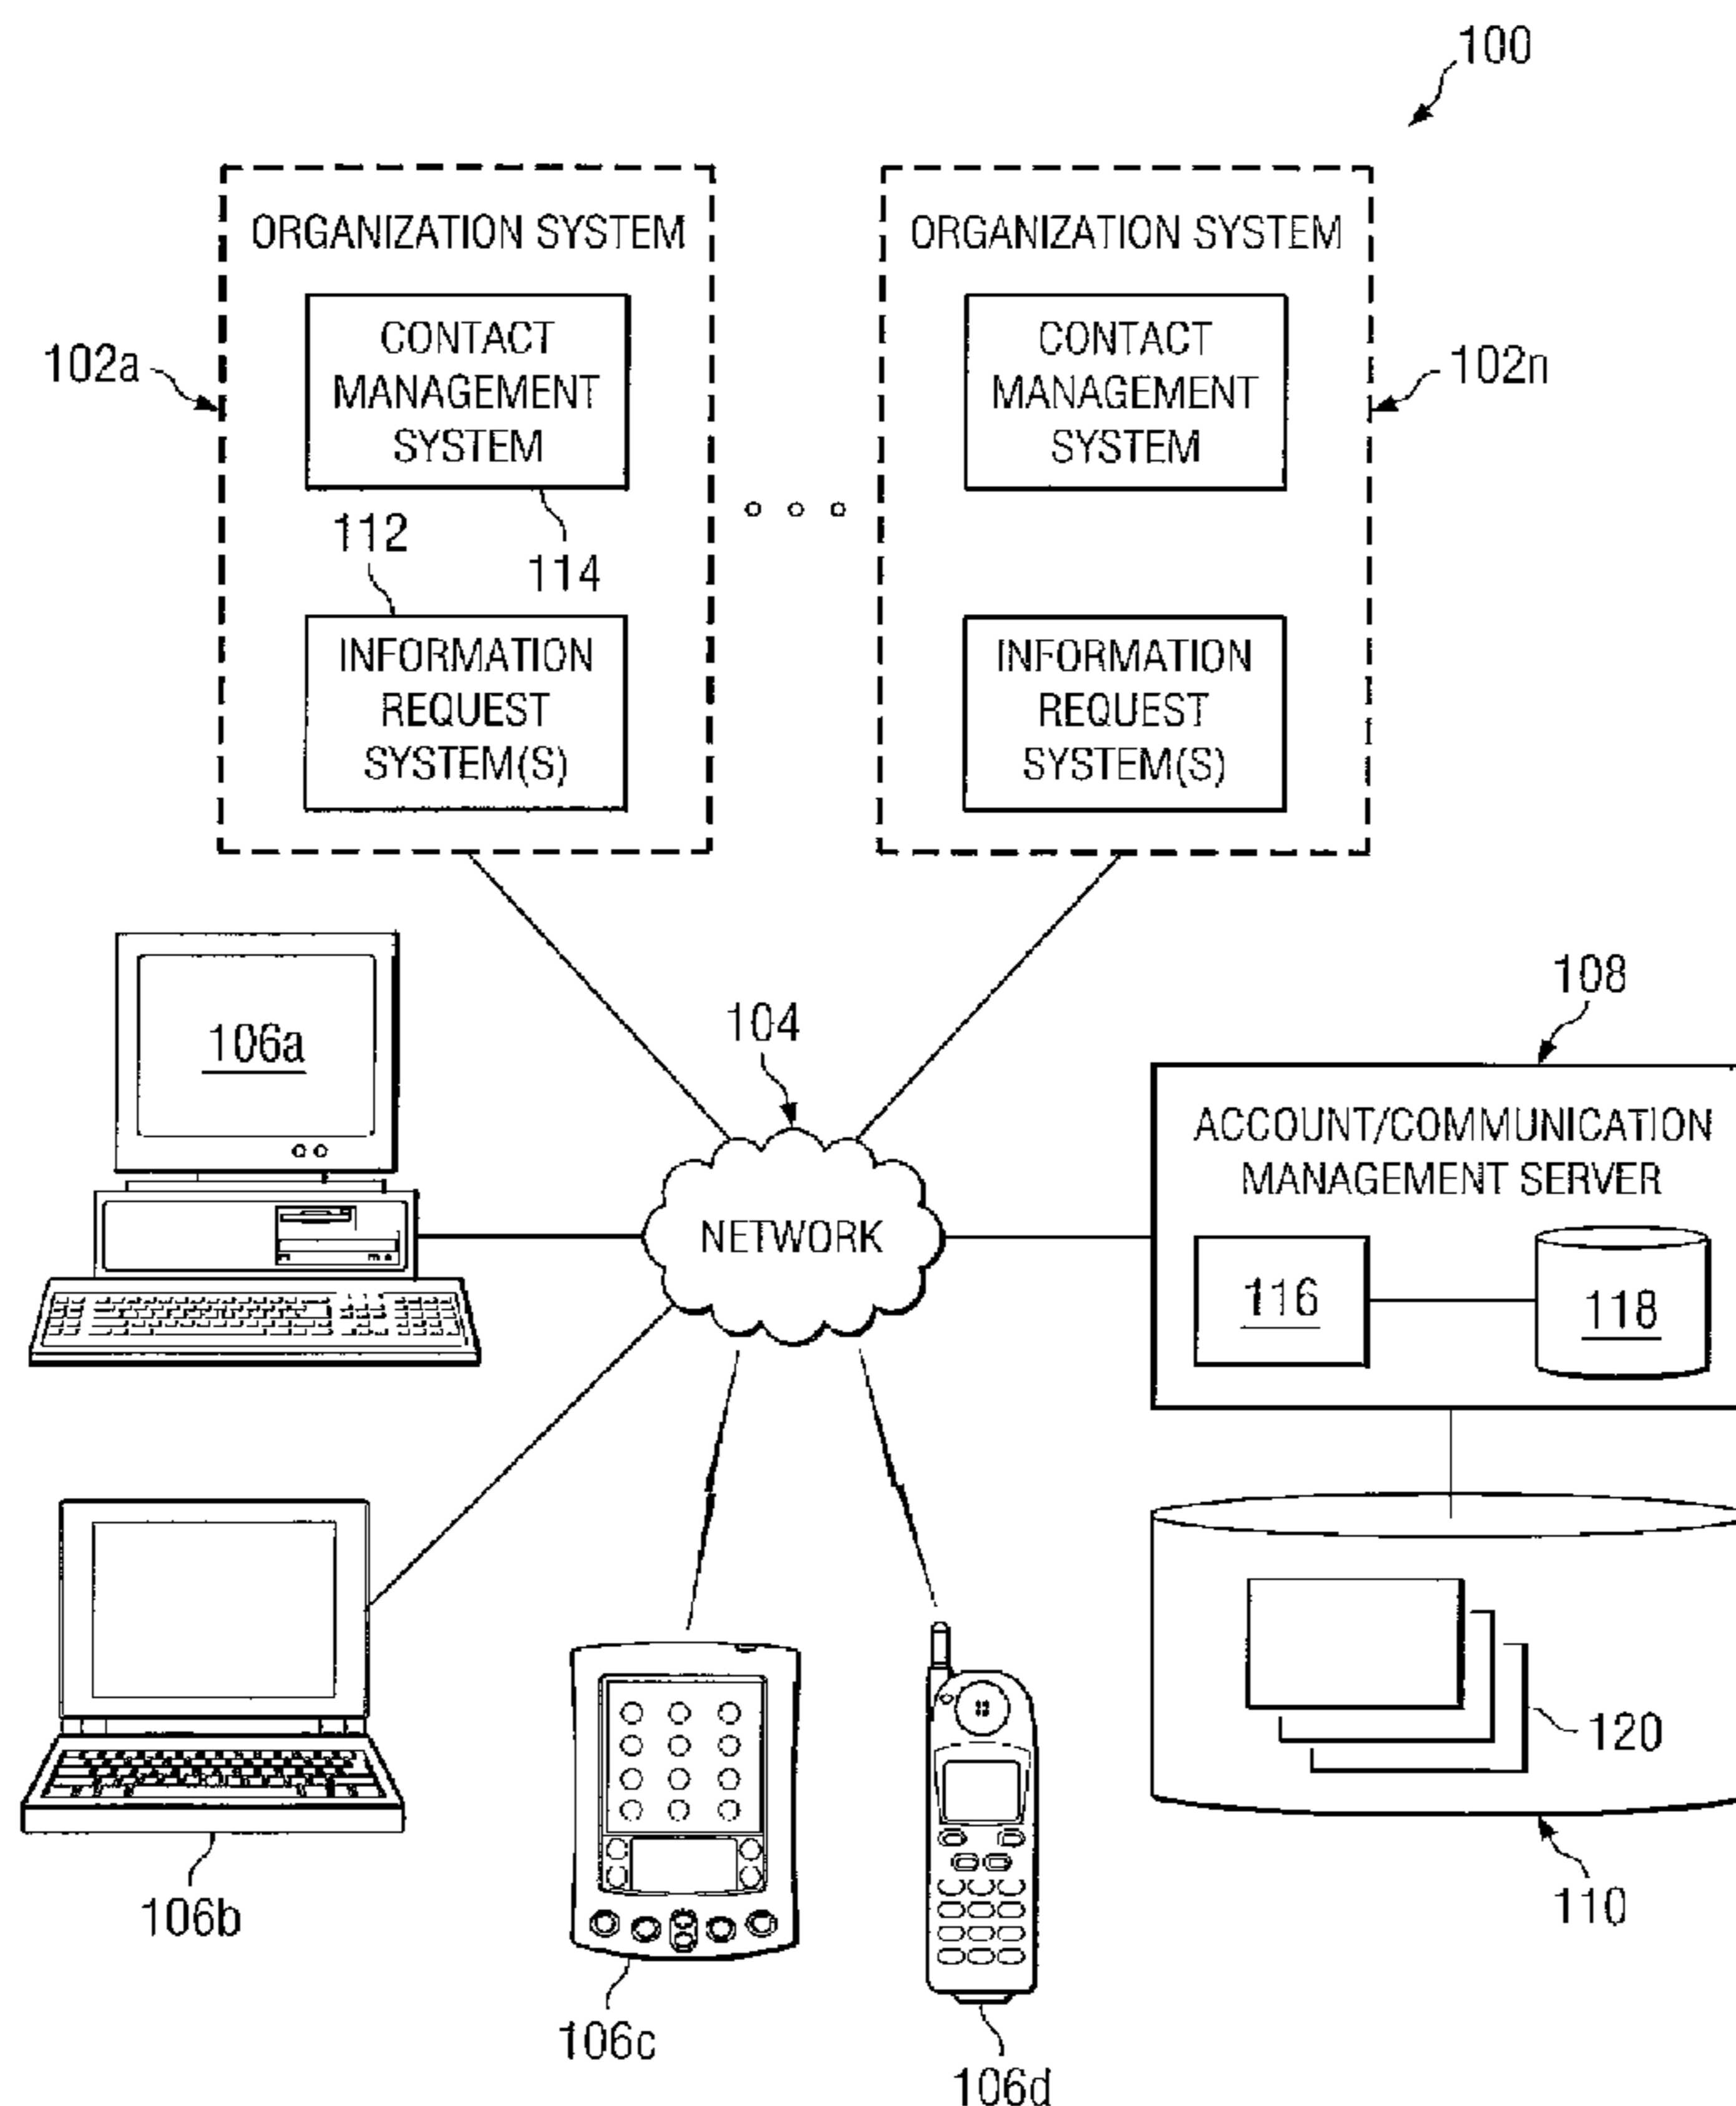 100
ORGANIZATION SYSTEM
CONTACT
MANAGEMENT
SYSTEM
102a
112
114
INFORMATION
REQUEST
SYSTEM(S)
ORGANIZATION SYSTEM
CONTACT
MANAGEMENT
SYSTEM
102n
INFORMATION
REQUEST
SYSTEM(S)
106a
104
NETWORK
108
ACCOUNT/COMMUNICATION
MANAGEMENT SERVER
116
118
120
110
106b
106c
106d